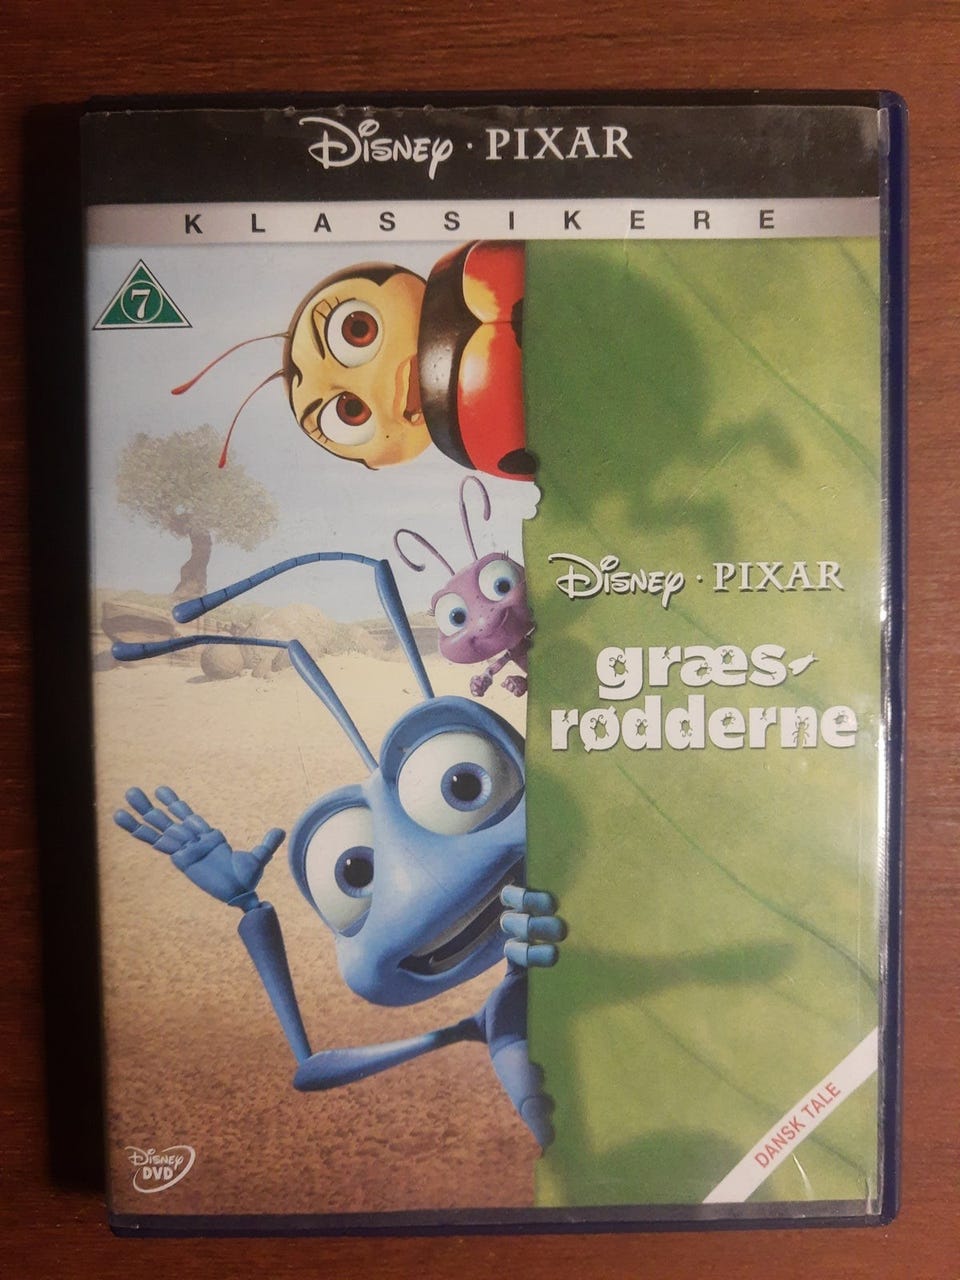 Disney · PIXAR
KLASSIKERE
7
Disney · PIXAR
græs-
rødderne
DANSK TALE
Disney
DVD